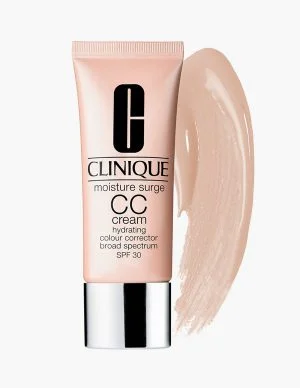 C
CLINIQUE
moisture surge
CC
cream
hydrating
colour corrector
broad spectrum
SPF 30